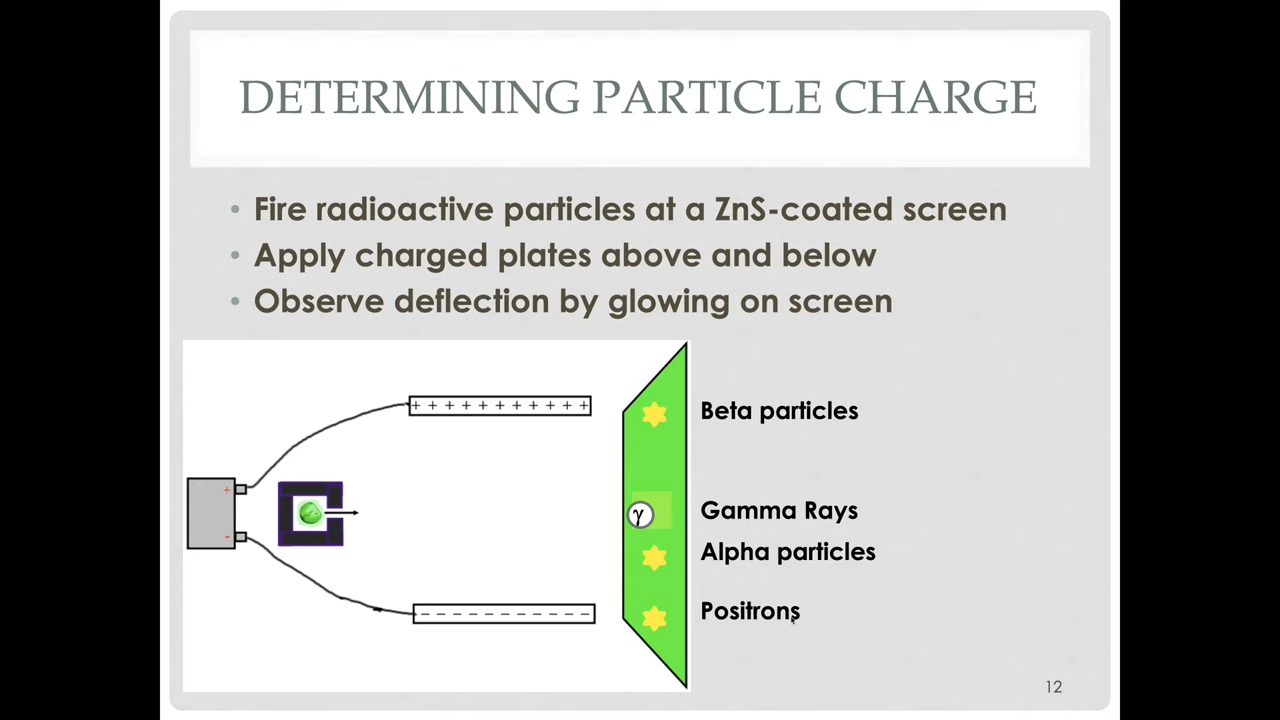 DETERMINING PARTICLE CHARGE
• Fire radioactive particles at a ZnS-coated screen
• Apply charged plates above and below
• Observe deflection by glowing on screen
+ + + + + + + + + + +
Beta particles
+
γ
Gamma Rays
-
Alpha particles
- - - - - - - - - - -
Positrons
12